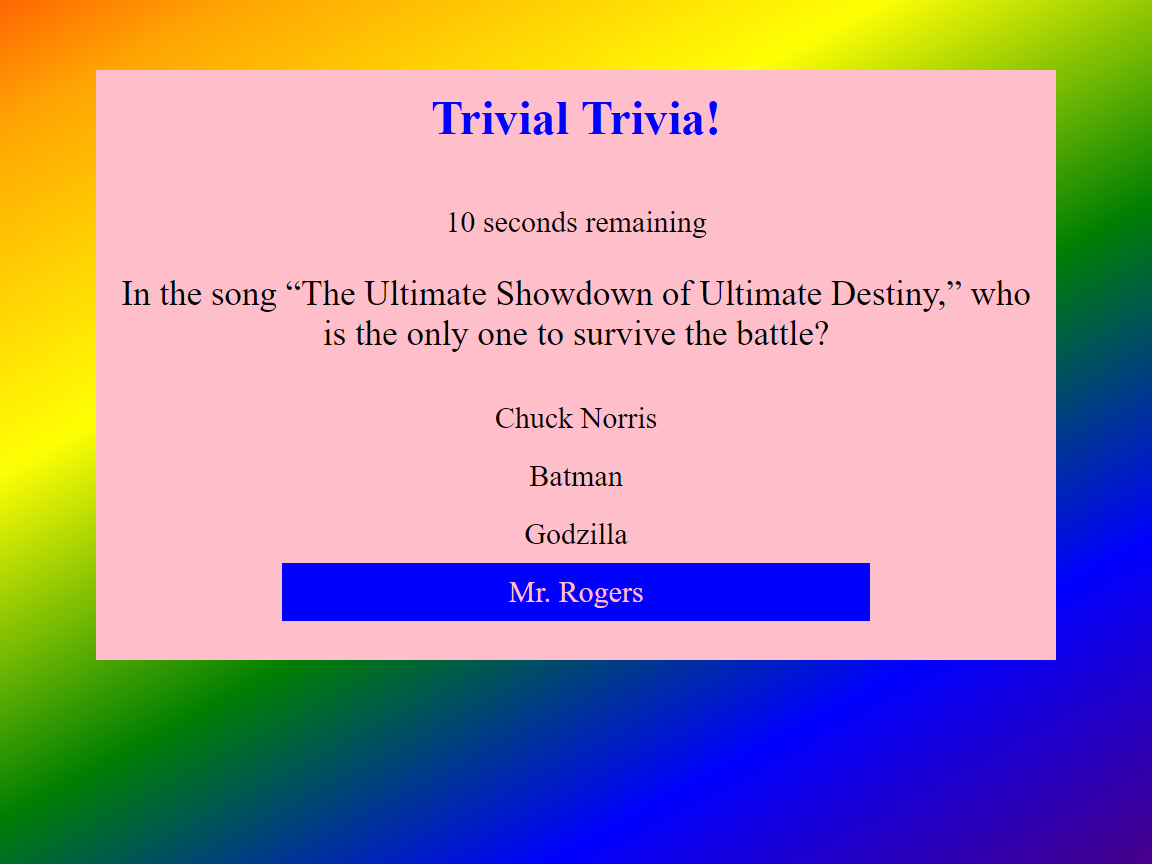 Trivial Trivia!
10 seconds remaining
In the song “The Ultimate Showdown of Ultimate Destiny,” who
is the only one to survive the battle?
Chuck Norris
Batman
Godzilla
Mr. Rogers